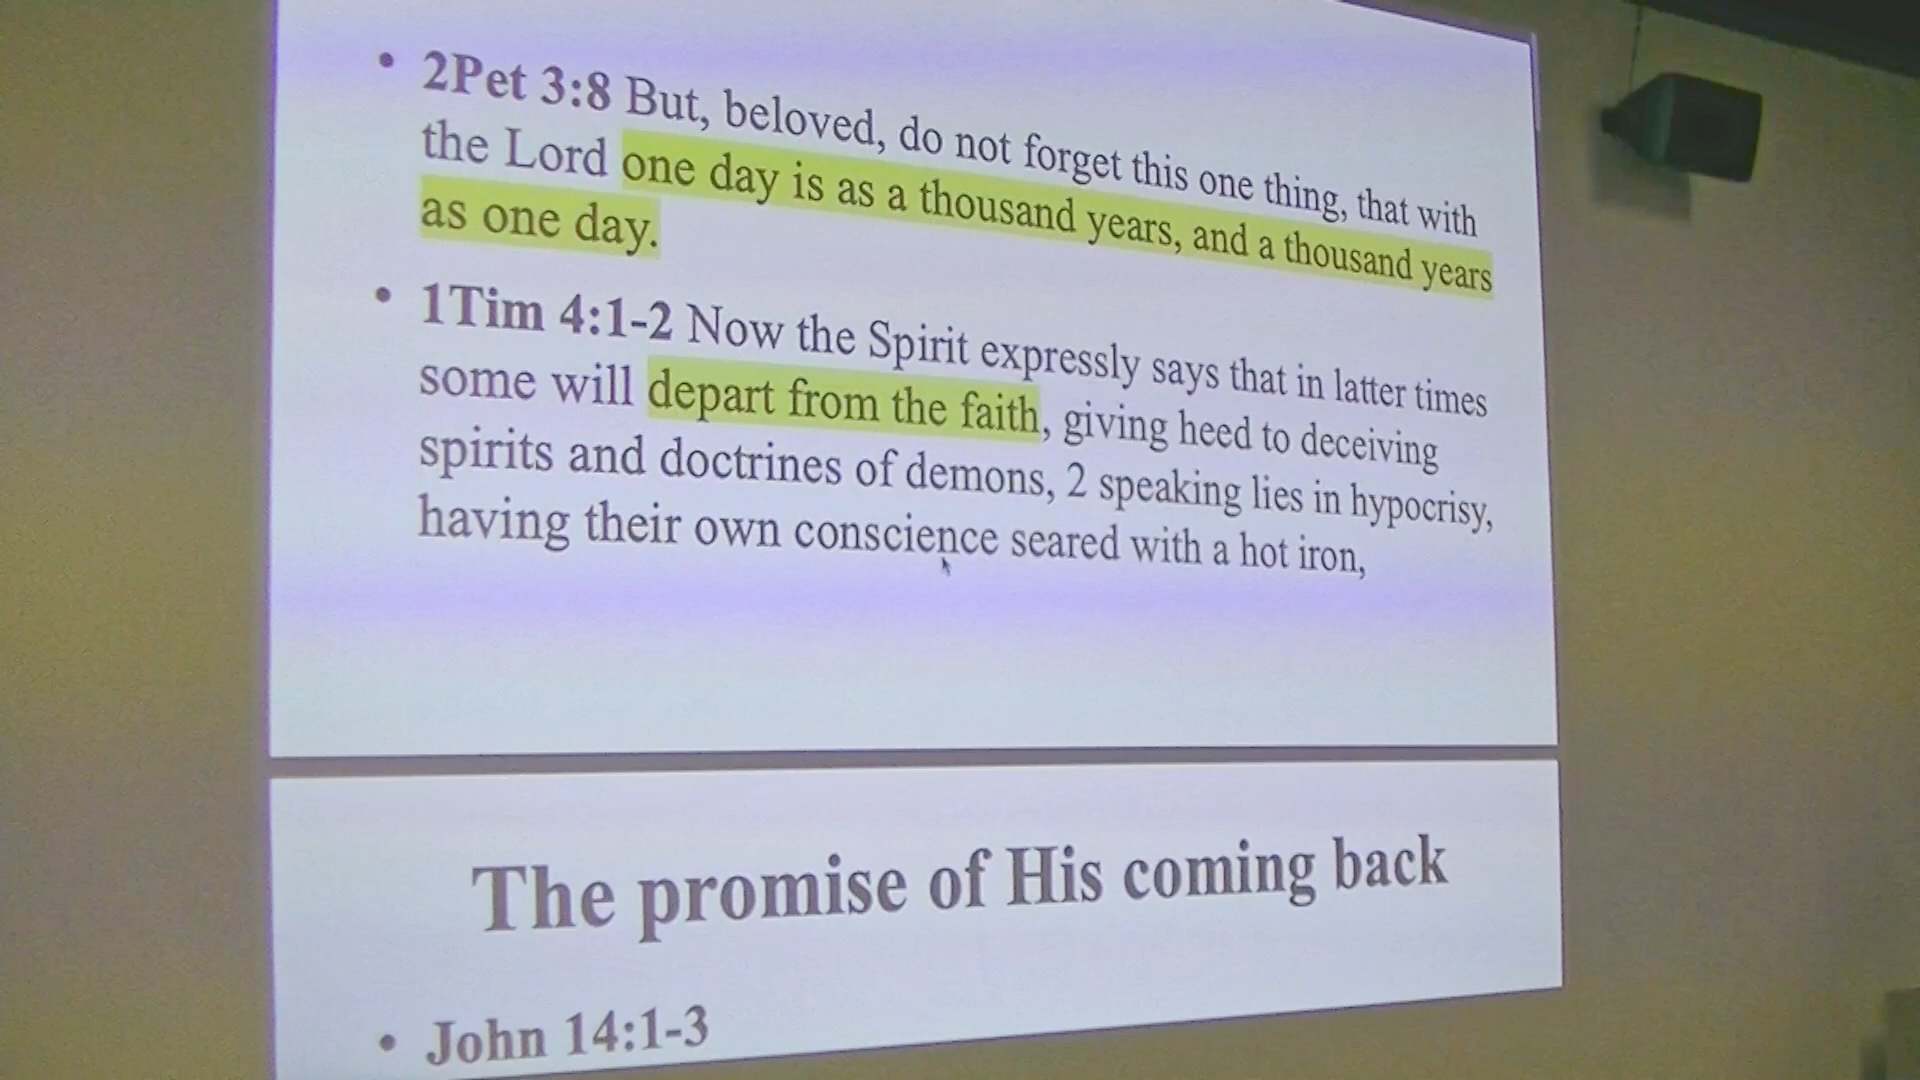 • 2Pet 3:8 But, beloved, do not forget this one thing, that with
the Lord one day is as a thousand years, and a thousand years
as one day.
• 1Tim 4:1-2 Now the Spirit expressly says that in latter times
some will depart from the faith, giving heed to deceiving
spirits and doctrines of demons, 2 speaking lies in hypocrisy,
having their own conscience seared with a hot iron,
The promise of His coming back
• John 14:1-3